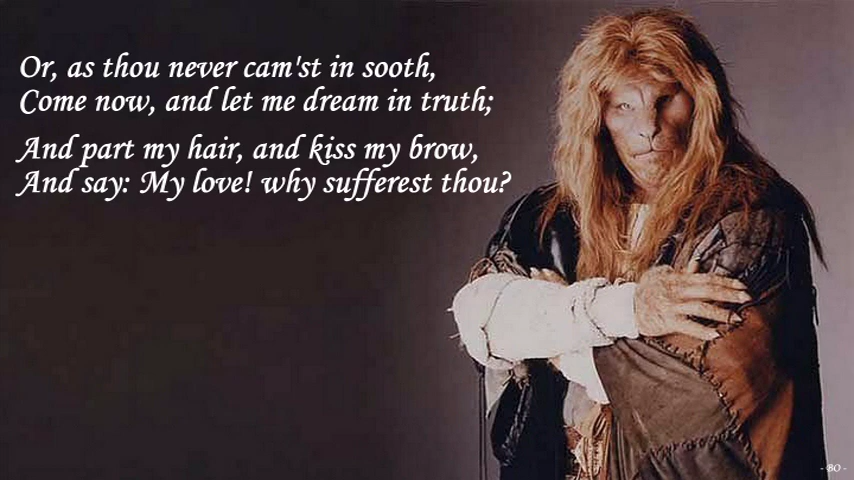 Or, as thou never cam'st in sooth,
Come now, and let me dream in truth;
And part my hair, and kiss my brow,
And say: My love! why sufferest thou?
- BO -